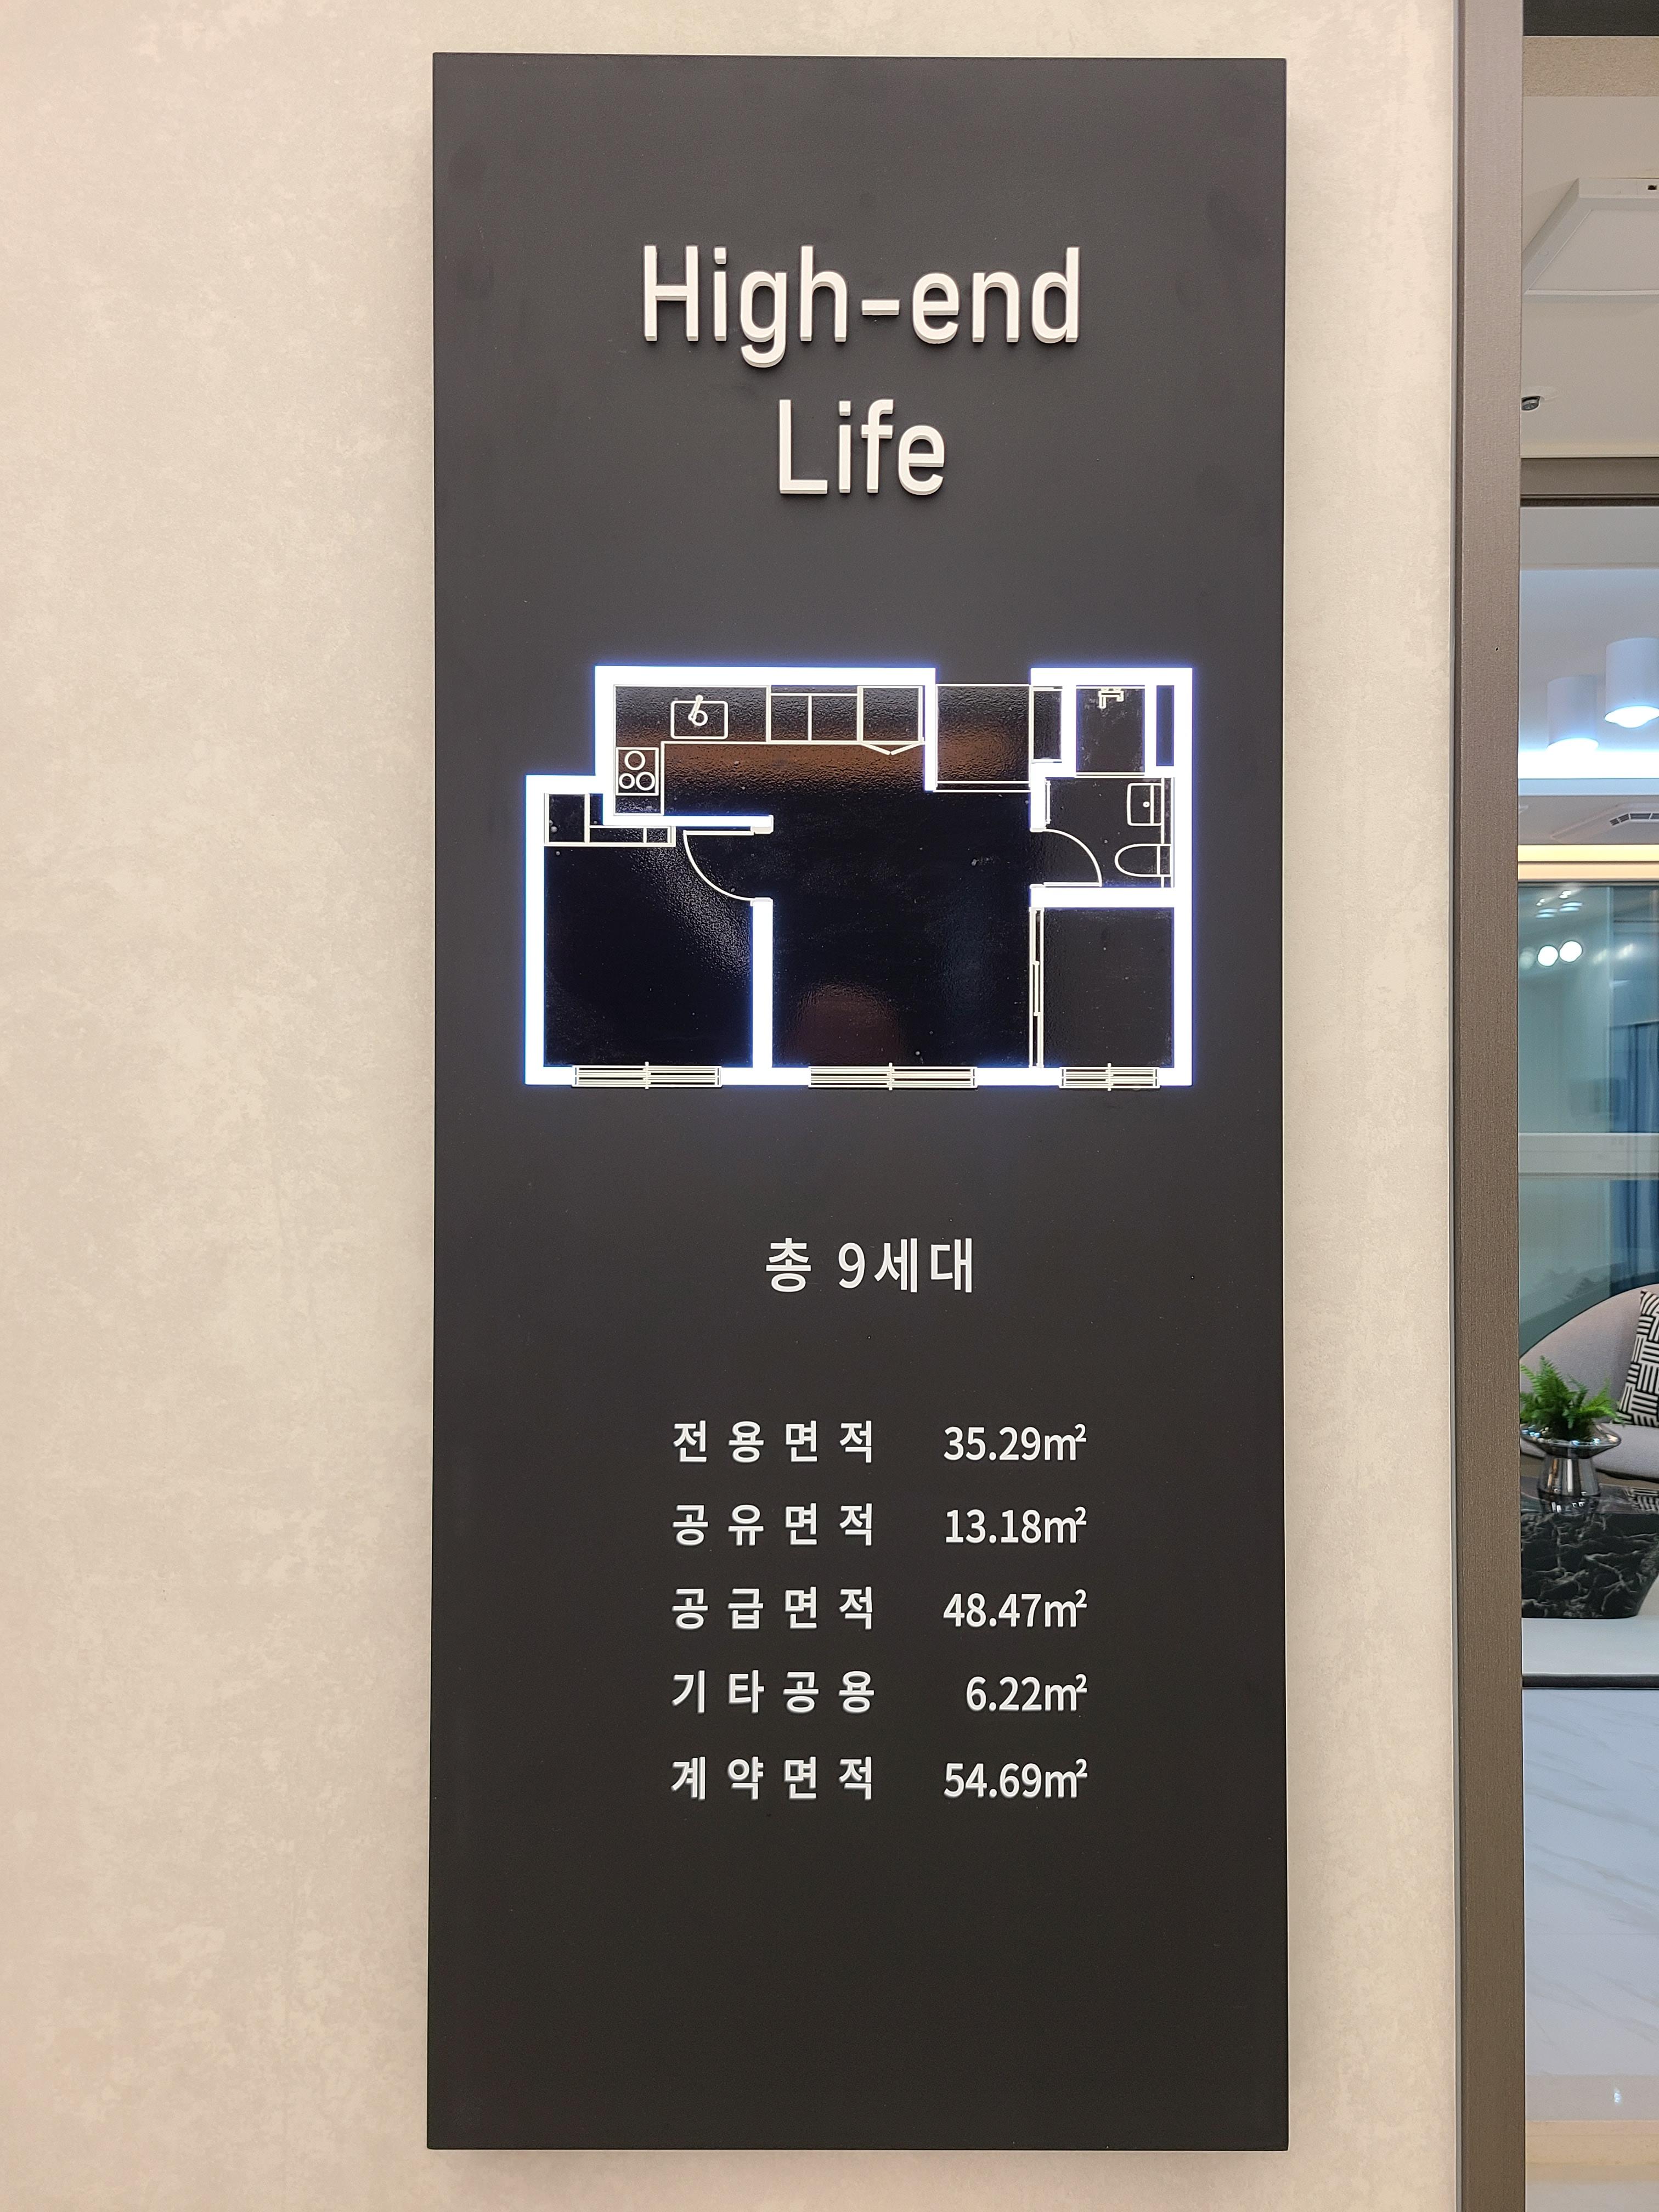 High-end
Life
총 9세대
전용면적 35.29m²
공유면적 13.18m²
공급면적 48.47m²
기타공용 6.22m²
계약면적 54.69m²